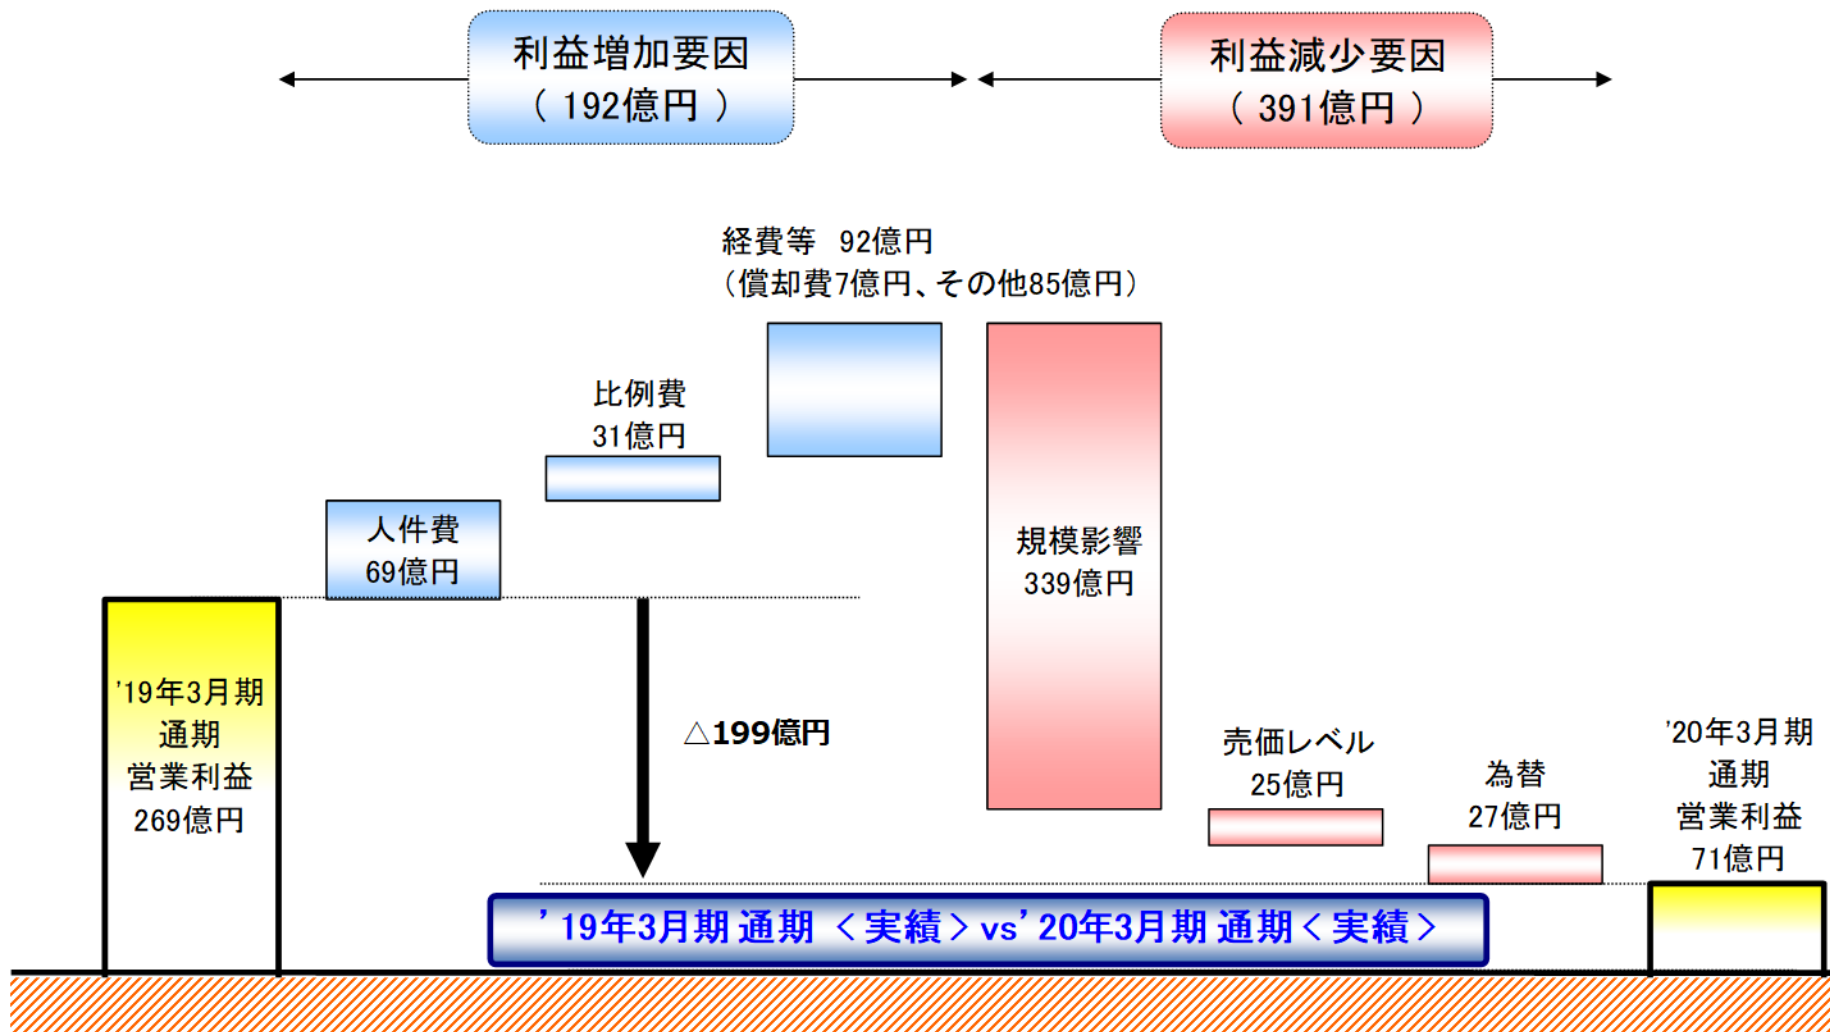 利益増加要因
（ 192億円 ）
利益減少要因
（ 391億円 ）
経費等　92億円
（償却費7億円、その他85億円）
比例費
31億円
人件費
69億円
規模影響
339億円
'19年3月期
通期
営業利益
269億円
△199億円
売価レベル
25億円
為替
27億円
'20年3月期
通期
営業利益
71億円
’19年3月期 通期 ＜実績＞vs’20年3月期 通期＜実績＞